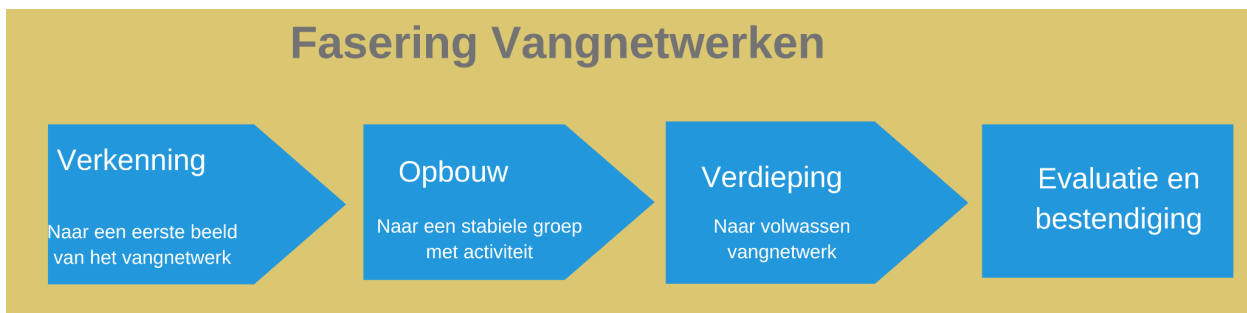 Fasering Vangnetwerken
Verkenning
Naar een eerste beeld
van het vangnetwerk
Opbouw
Naar een stabiele groep
met activiteit
Verdieping
Naar volwassen
vangnetwerk
Evaluatie en
bestendiging